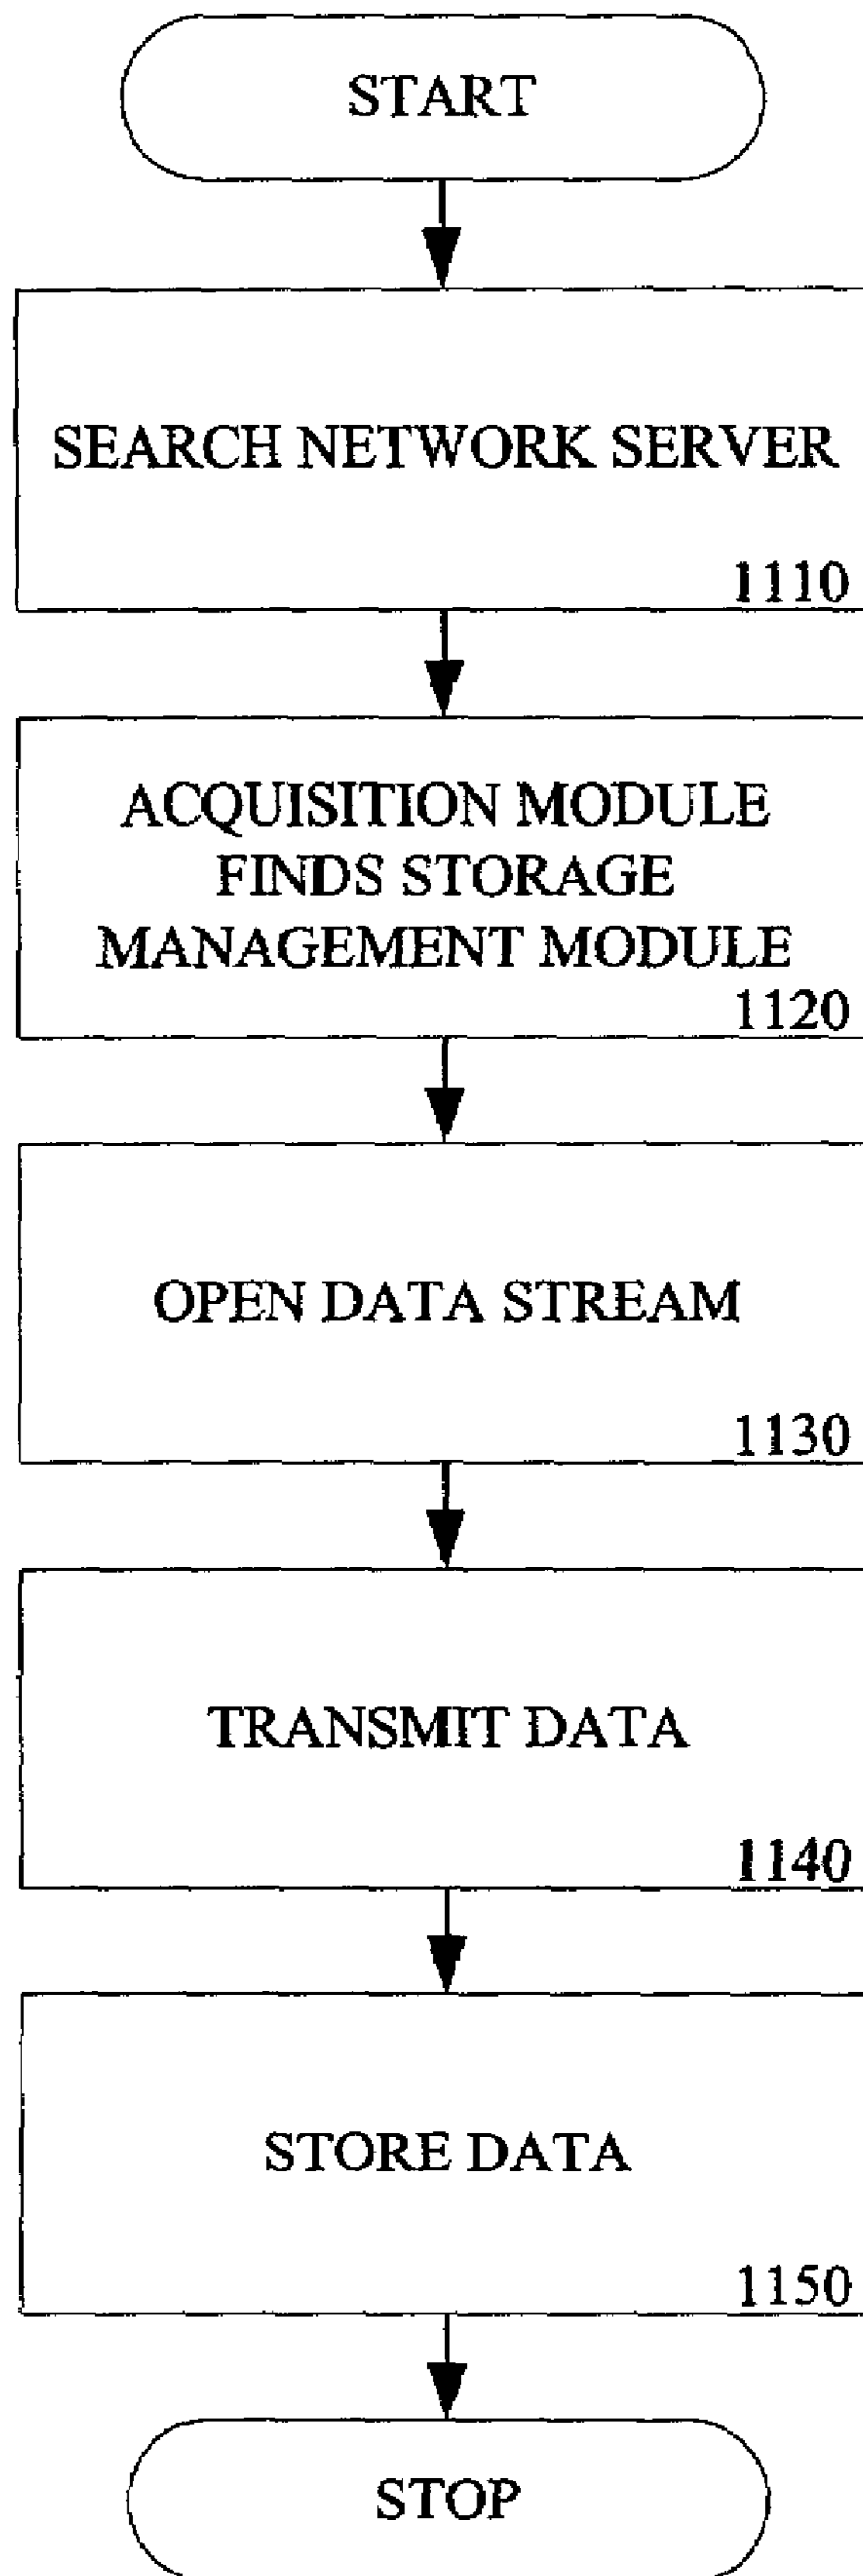 START
SEARCH NETWORK SERVER
1110
ACQUISITION MODULE
FINDS STORAGE
MANAGEMENT MODULE
1120
OPEN DATA STREAM
1130
TRANSMIT DATA
1140
STORE DATA
1150
STOP